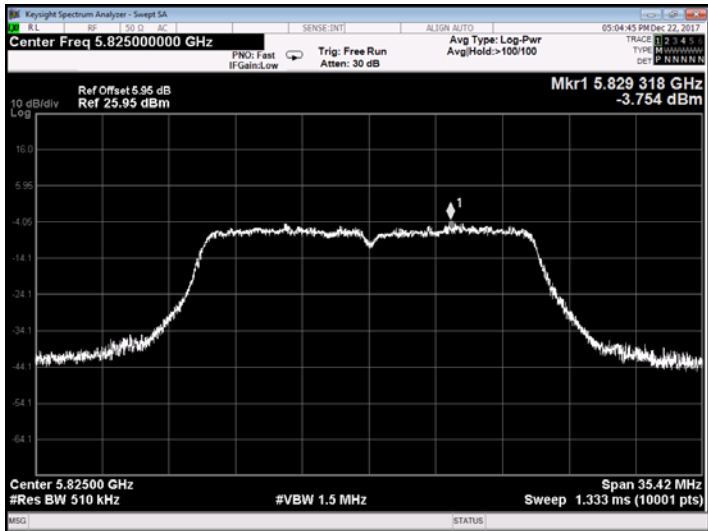 Keysight Spectrum Analyzer - Swept SA
RL RF 50 Ω AC SENSE:INT ALIGN AUTO 05:04:45 PM Dec 22, 2017
Center Freq 5.825000000 GHz
PNO: Fast
IFGain:Low
Trig: Free Run
Atten: 30 dB
Avg Type: Log-Pwr
Avg|Hold:>100/100
TRACE 1 2 3 4 5 6
TYPE M WWWWW
DET P N N N N N
Mkr1 5.829 318 GHz
-3.754 dBm
Ref Offset 5.95 dB
10 dB/div Ref 25.95 dBm
Log
16.0
5.95
1
-4.05
-14.1
-24.1
-34.1
-44.1
-54.1
-64.1
Center 5.82500 GHz Span 35.42 MHz
#Res BW 510 kHz #VBW 1.5 MHz Sweep 1.333 ms (10001 pts)
MSG STATUS